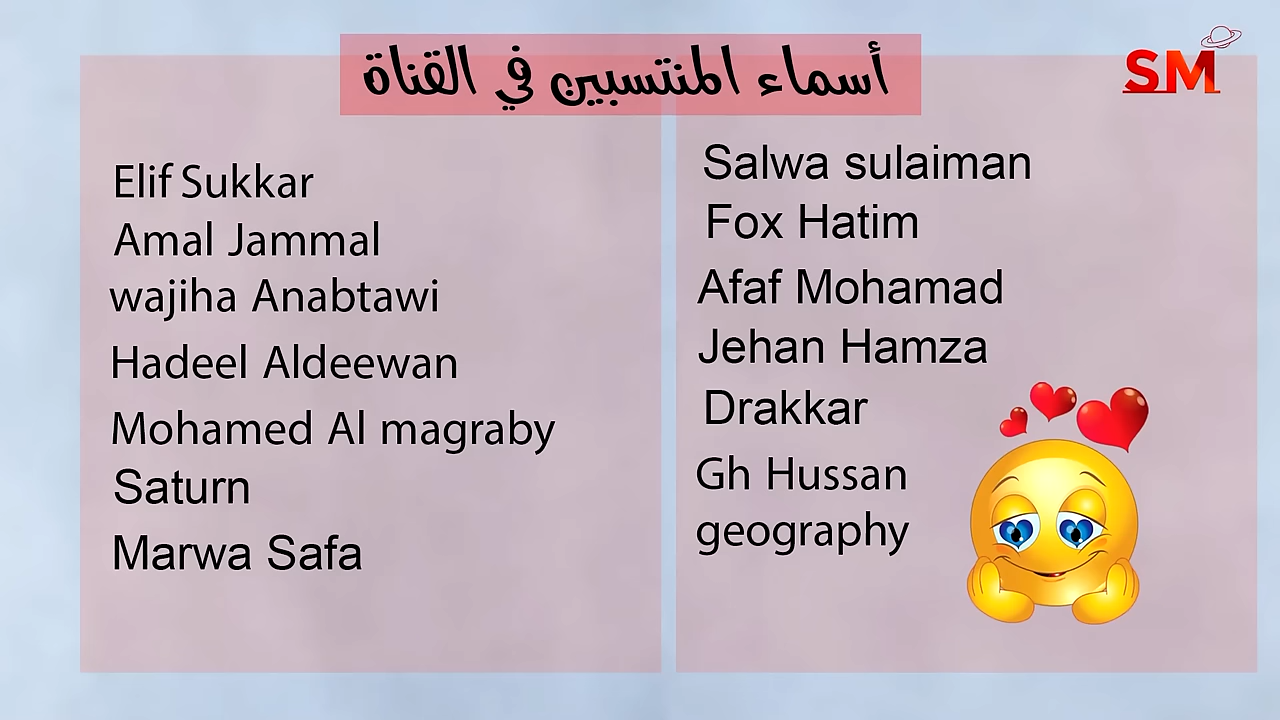 أسماء المنتسبين في القناة
SM
Elif Sukkar
Amal Jammal
wajiha Anabtawi
Hadeel Aldeewan
Mohamed Al magraby
Saturn
Marwa Safa
Salwa sulaiman
Fox Hatim
Afaf Mohamad
Jehan Hamza
Drakkar
Gh Hussan
geography